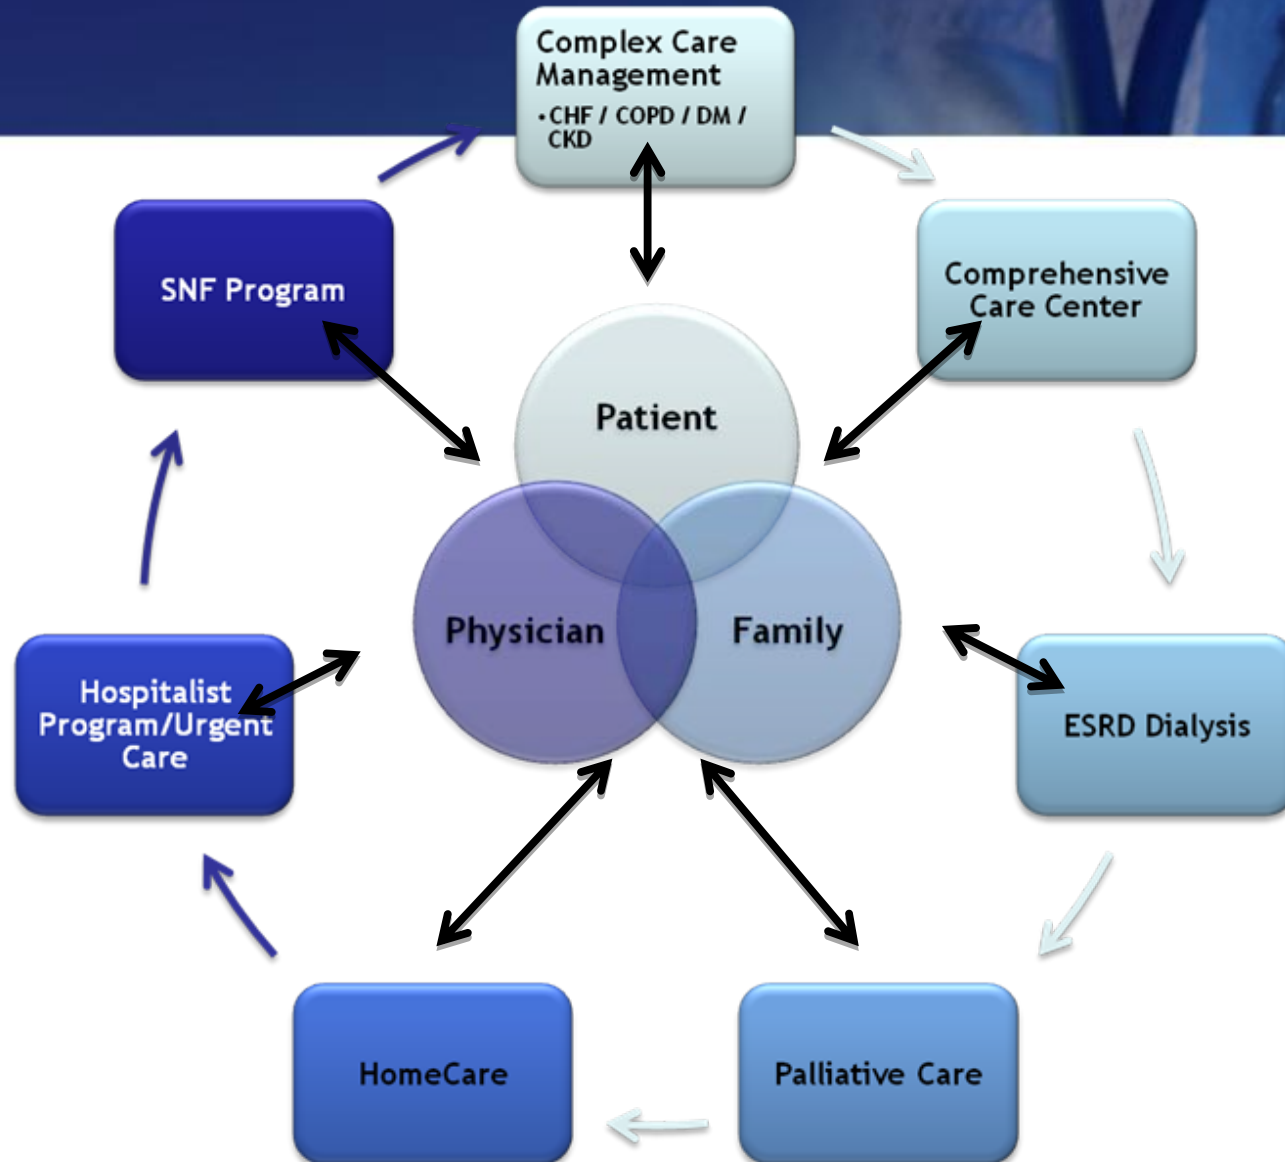 Complex Care
Management
•CHF / COPD / DM /
CKD
SNF Program
Comprehensive
Care Center
Patient
Physician
Family
Hospitalist
Program/Urgent
Care
ESRD Dialysis
HomeCare
Palliative Care